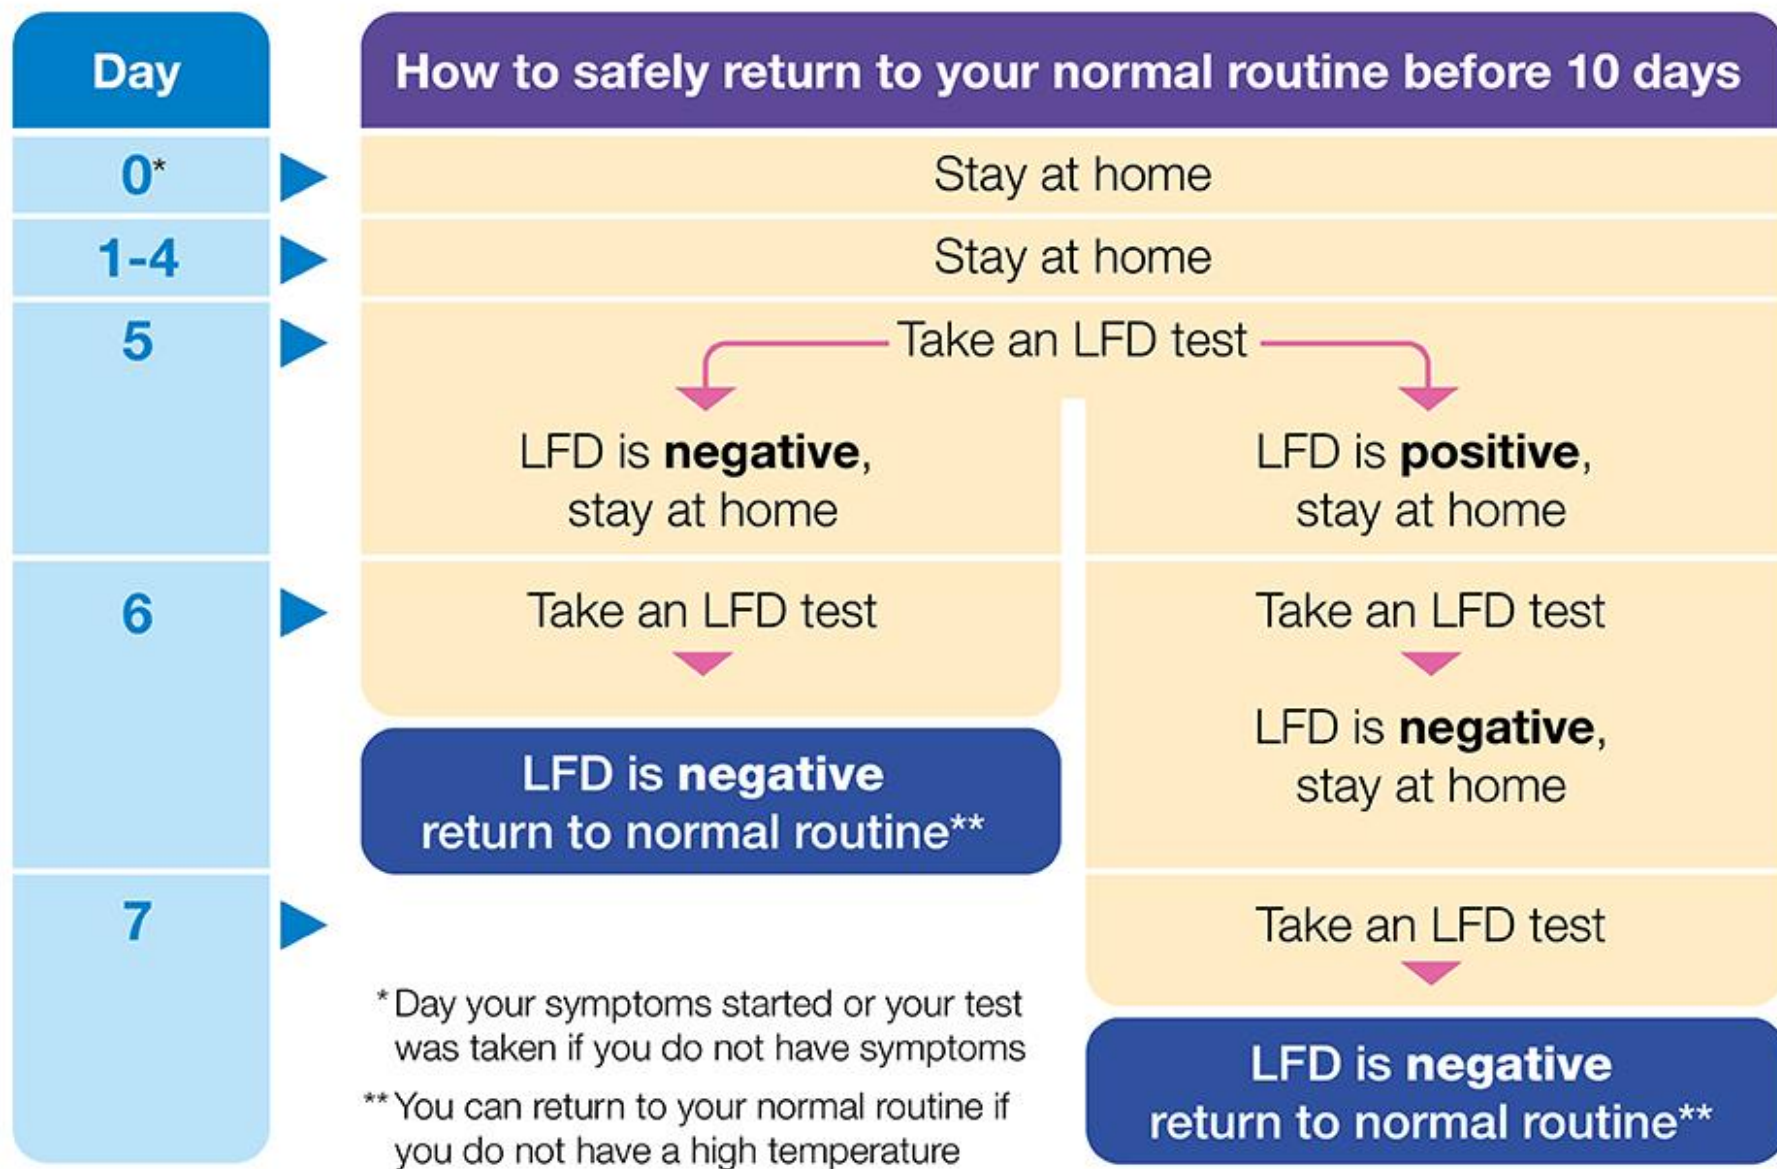 Day
How to safely return to your normal routine before 10 days
0*
Stay at home
1-4
Stay at home
5
Take an LFD test
LFD is negative,
stay at home
LFD is positive,
stay at home
6
Take an LFD test
LFD is negative
return to normal routine**
Take an LFD test
LFD is negative,
stay at home
7
Take an LFD test
LFD is negative
return to normal routine**
* Day your symptoms started or your test
was taken if you do not have symptoms
** You can return to your normal routine if
you do not have a high temperature